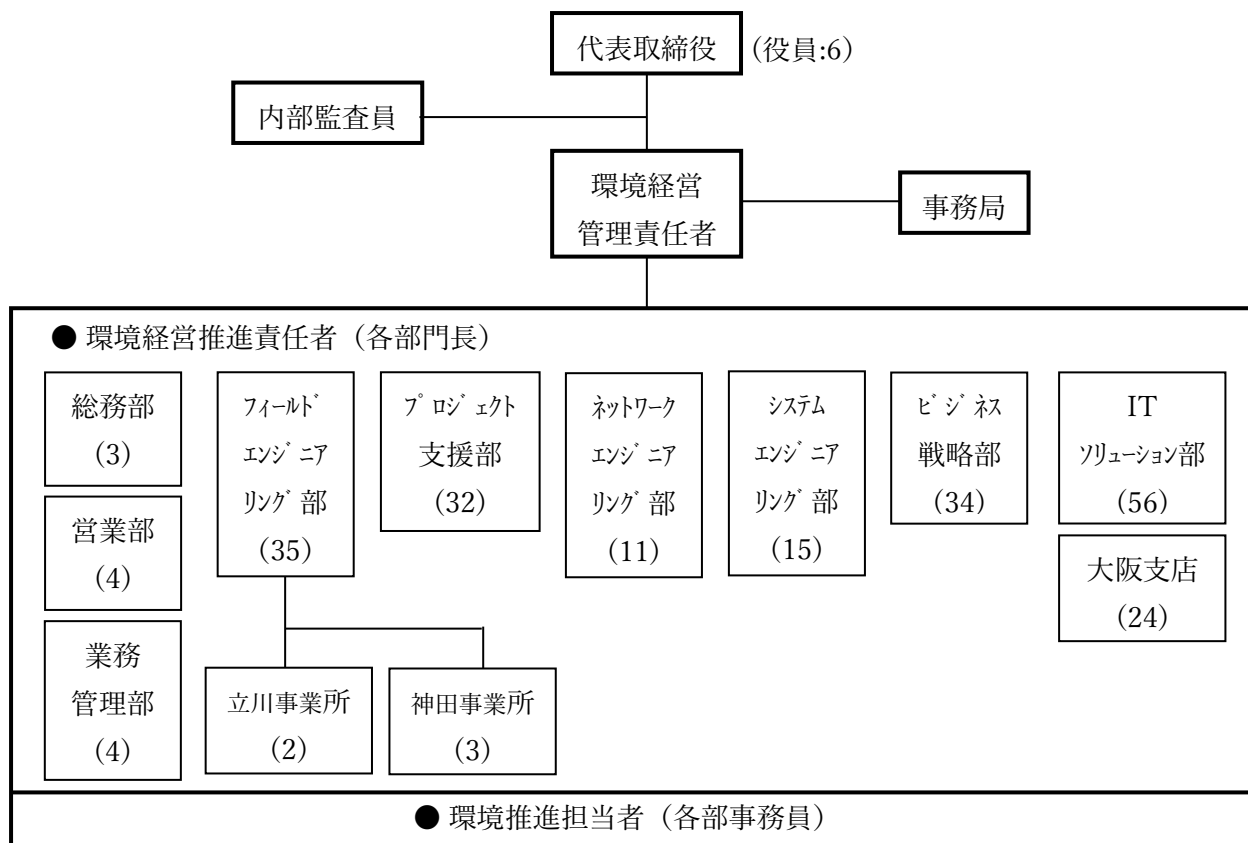 代表取締役
(役員:6)
内部監査員
環境経営
管理責任者
事務局
● 環境経営推進責任者（各部門長）
総務部
(3)
営業部
(4)
業務
管理部
(4)
ﾌｨｰﾙﾄﾞ
ｴﾝｼﾞﾆｱ
ﾘﾝｸﾞ部
(35)
立川事業所
(2)
神田事業所
(3)
ﾌﾟﾛｼﾞｪｸﾄ
支援部
(32)
ﾈｯﾄﾜｰｸ
ｴﾝｼﾞﾆｱ
ﾘﾝｸﾞ部
(11)
ｼｽﾃﾑ
ｴﾝｼﾞﾆｱ
ﾘﾝｸﾞ部
(15)
ﾋﾞｼﾞﾈｽ
戦略部
(34)
IT
ｿﾘｭｰｼｮﾝ部
(56)
大阪支店
(24)
● 環境推進担当者（各部事務員）